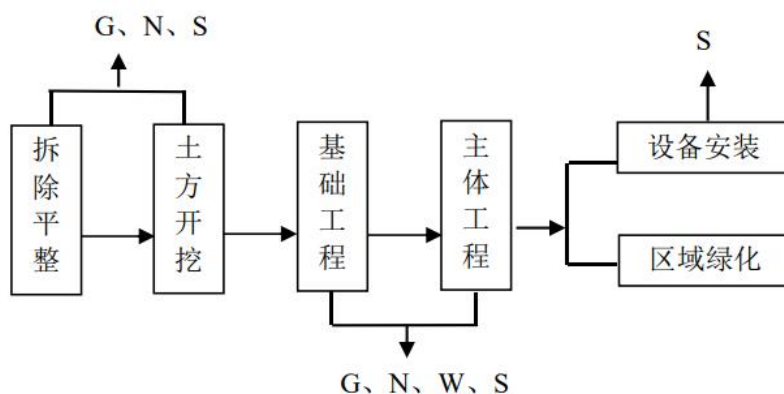 G、N、S
S
拆除平整
土方开挖
基础工程
主体工程
设备安装
区域绿化
G、N、W、S